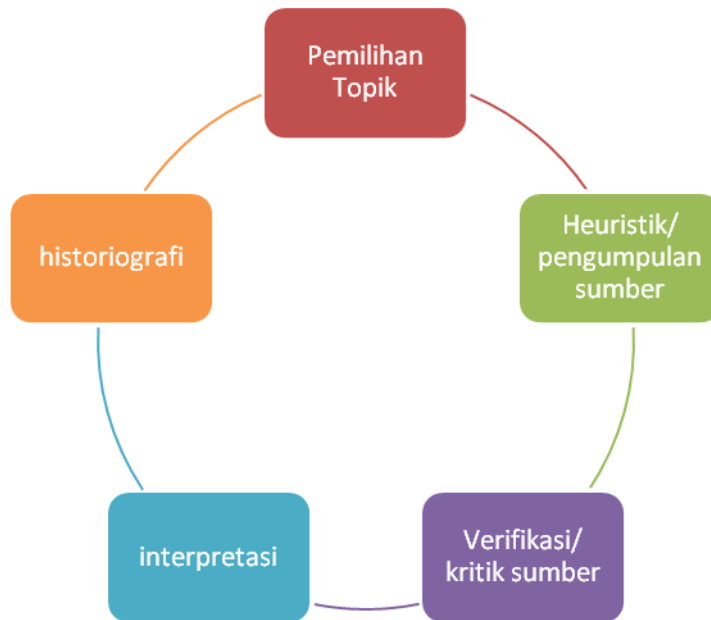 Pemilihan
Topik
Heuristik/
pengumpulan
sumber
Verifikasi/
kritik sumber
interpretasi
historiografi